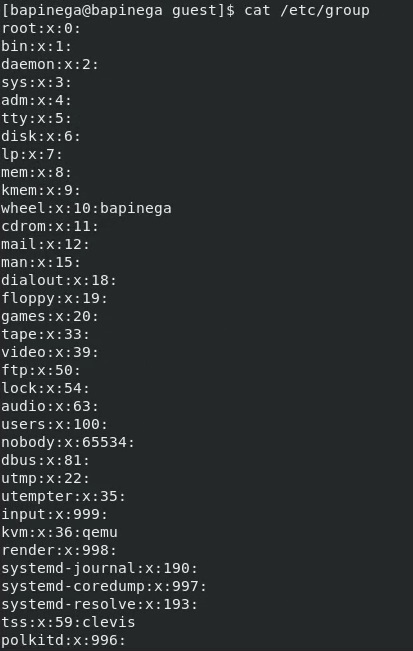 [bapinega@bapinega guest]$ cat /etc/group
root:x:0:
bin:x:1:
daemon:x:2:
sys:x:3:
adm:x:4:
tty:x:5:
disk:x:6:
lp:x:7:
mem:x:8:
kmem:x:9:
wheel:x:10:bapinega
cdrom:x:11:
mail:x:12:
man:x:15:
dialout:x:18:
floppy:x:19:
games:x:20:
tape:x:33:
video:x:39:
ftp:x:50:
lock:x:54:
audio:x:63:
users:x:100:
nobody:x:65534:
dbus:x:81:
utmp:x:22:
utempter:x:35:
input:x:999:
kvm:x:36:qemu
render:x:998:
systemd-journal:x:190:
systemd-coredump:x:997:
systemd-resolve:x:193:
tss:x:59:clevis
polkitd:x:996: